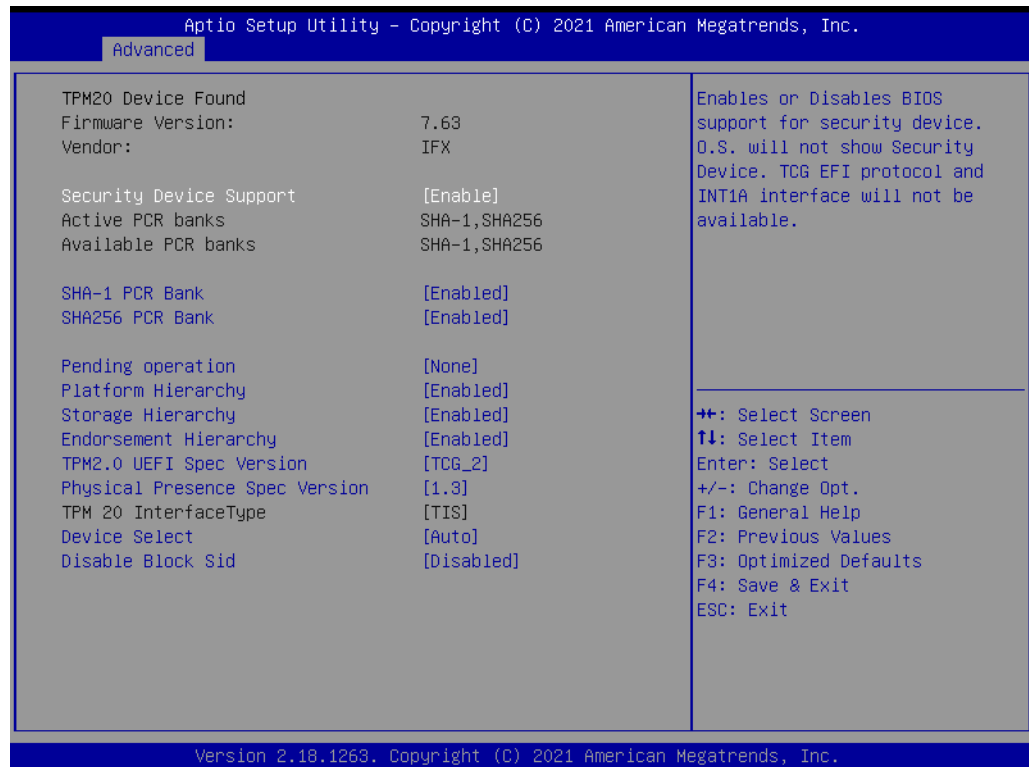 Aptio Setup Utility – Copyright (C) 2021 American Megatrends, Inc.
Advanced
TPM20 Device Found
Firmware Version: 7.63
Vendor: IFX
Security Device Support [Enable]
Active PCR banks SHA-1,SHA256
Available PCR banks SHA-1,SHA256
SHA-1 PCR Bank [Enabled]
SHA256 PCR Bank [Enabled]
Pending operation [None]
Platform Hierarchy [Enabled]
Storage Hierarchy [Enabled]
Endorsement Hierarchy [Enabled]
TPM2.0 UEFI Spec Version [TCG_2]
Physical Presence Spec Version [1.3]
TPM 20 InterfaceType [TIS]
Device Select [Auto]
Disable Block Sid [Disabled]
Enables or Disables BIOS
support for security device.
O.S. will not show Security
Device. TCG EFI protocol and
INT1A interface will not be
available.
→←: Select Screen
↑↓: Select Item
Enter: Select
+/-: Change Opt.
F1: General Help
F2: Previous Values
F3: Optimized Defaults
F4: Save & Exit
ESC: Exit
Version 2.18.1263. Copyright (C) 2021 American Megatrends, Inc.